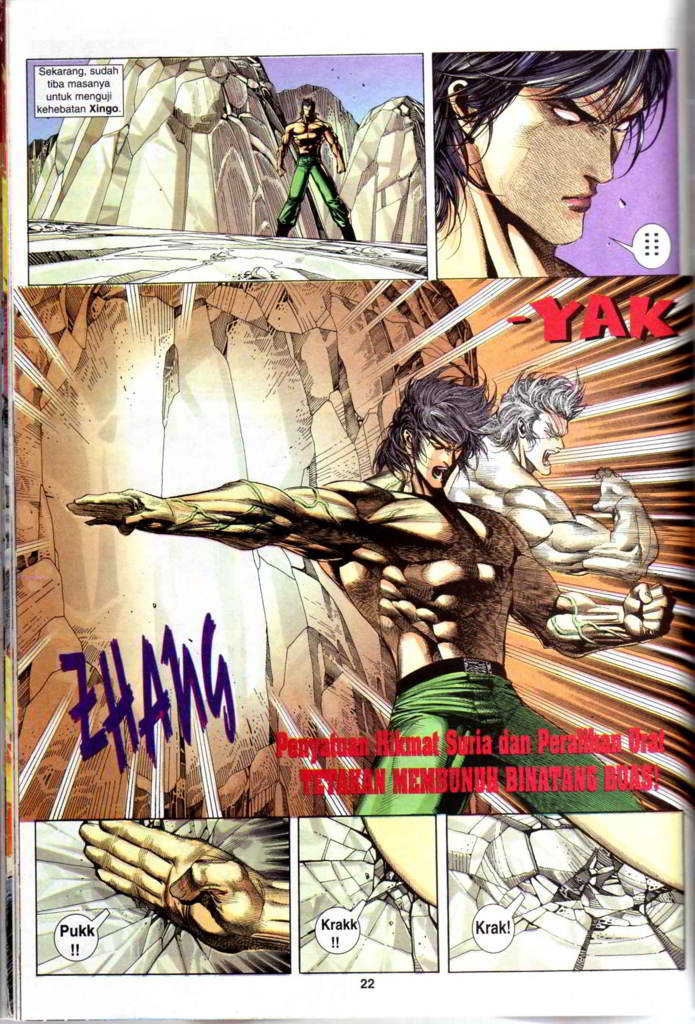 Sekarang, sudah
tiba masanya
untuk menguji
kehebatan Xingo.
-YAK
ZHANG
Penyatuan Hikmat Suria dan Peralihan Urat
TETAKAN MEMBUNUH BINATANG BUAS!
Pukk
!!
Krakk
!!
Krak!
22